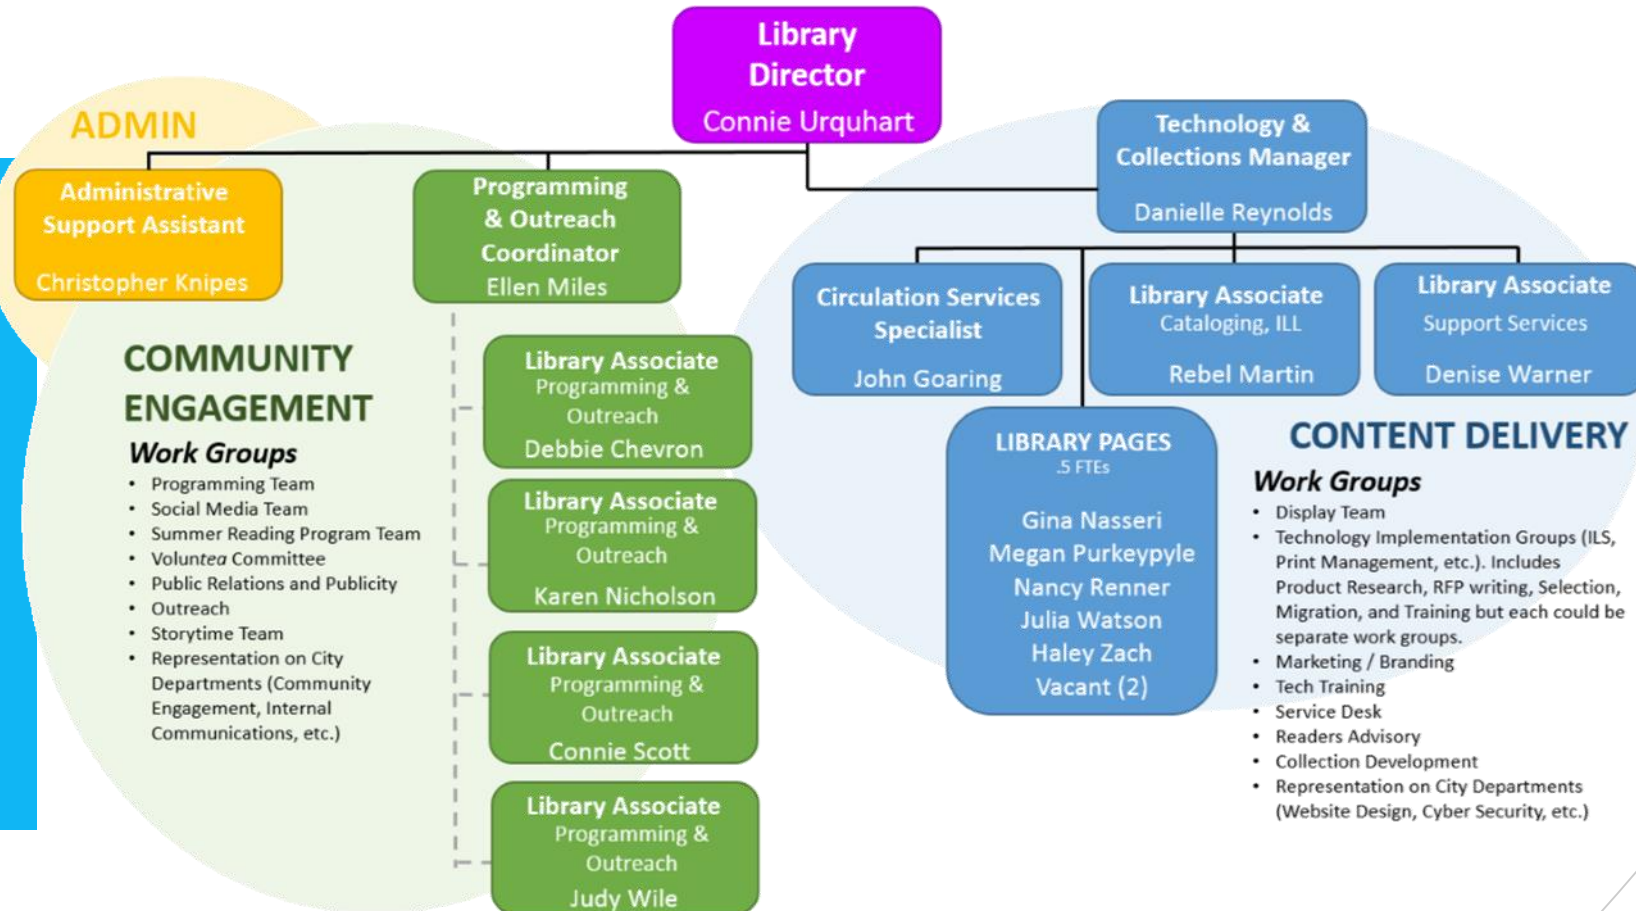 Library
Director
Connie Urquhart
ADMIN
Administrative
Support Assistant
Christopher Knipes
Programming
& Outreach
Coordinator
Ellen Miles
Technology &
Collections Manager
Danielle Reynolds
COMMUNITY
ENGAGEMENT
Work Groups
• Programming Team
• Social Media Team
• Summer Reading Program Team
• Voluntea Committee
• Public Relations and Publicity
• Outreach
• Storytime Team
• Representation on City
Departments (Community
Engagement, Internal
Communications, etc.)
Library Associate
Programming &
Outreach
Debbie Chevron
Library Associate
Programming &
Outreach
Karen Nicholson
Library Associate
Programming &
Outreach
Connie Scott
Library Associate
Programming &
Outreach
Judy Wile
Circulation Services
Specialist
John Goaring
Library Associate
Cataloging, ILL
Rebel Martin
Library Associate
Support Services
Denise Warner
LIBRARY PAGES
.5 FTEs
Gina Nasseri
Megan Purkeypyle
Nancy Renner
Julia Watson
Haley Zach
Vacant (2)
CONTENT DELIVERY
Work Groups
• Display Team
• Technology Implementation Groups (ILS,
Print Management, etc.). Includes
Product Research, RFP writing, Selection,
Migration, and Training but each could be
separate work groups.
• Marketing / Branding
• Tech Training
• Service Desk
• Readers Advisory
• Collection Development
• Representation on City Departments
(Website Design, Cyber Security, etc.)